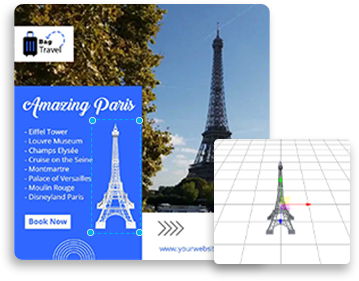 Bag
Travel
Amazing Paris
- Eiffel Tower
- Louvre Museum
- Champs Elysée
- Cruise on the Seine
- Montmartre
- Palace of Versailles
- Moulin Rouge
- Disneyland Paris
Book Now
www.yourwebsi